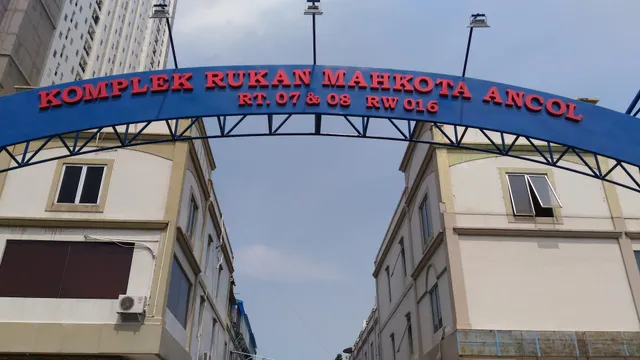 KOMPLEK RUKAN MAHKOTA ANCOL
RT. 07 & 08 RW 016